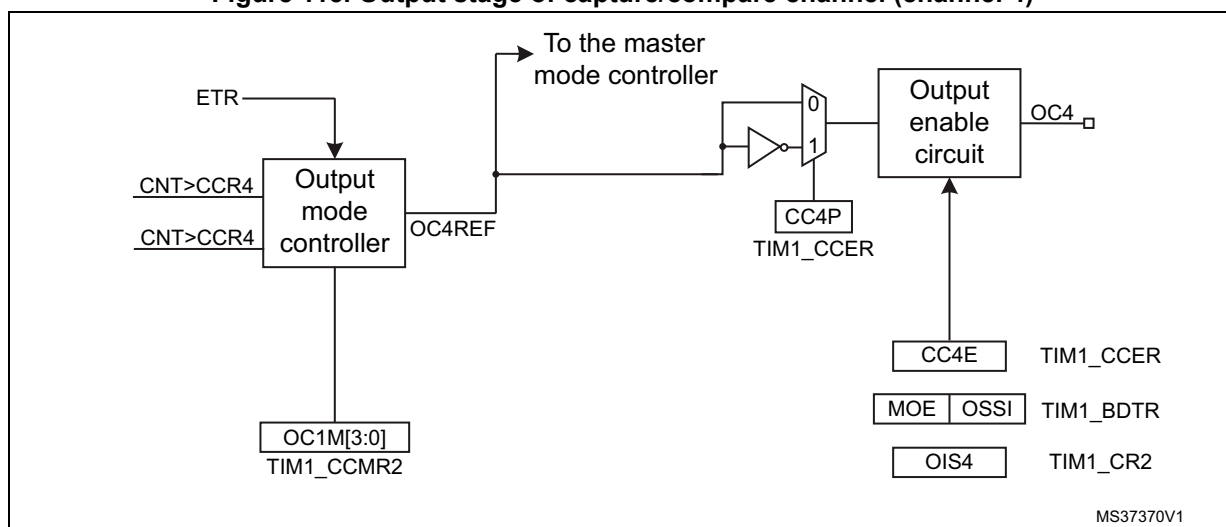 Figure 116. Output stage of capture/compare channel (channel 4)
To the master
mode controller
ETR
0
Output
enable
circuit
OC4
1
CNT>CCR4
Output
mode
controller
CNT>CCR4
OC4REF
CC4P
TIM1_CCER
CC4E
TIM1_CCER
MOE
OSSI
TIM1_BDTR
OC1M[3:0]
TIM1_CCMR2
OIS4
TIM1_CR2
MS37370V1